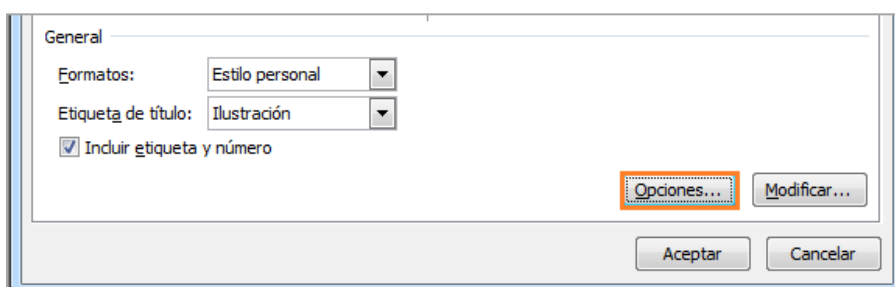 General
Formatos: Estilo personal
Etiqueta de título: Ilustración
Incluir etiqueta y número
Opciones... Modificar...
Aceptar Cancelar